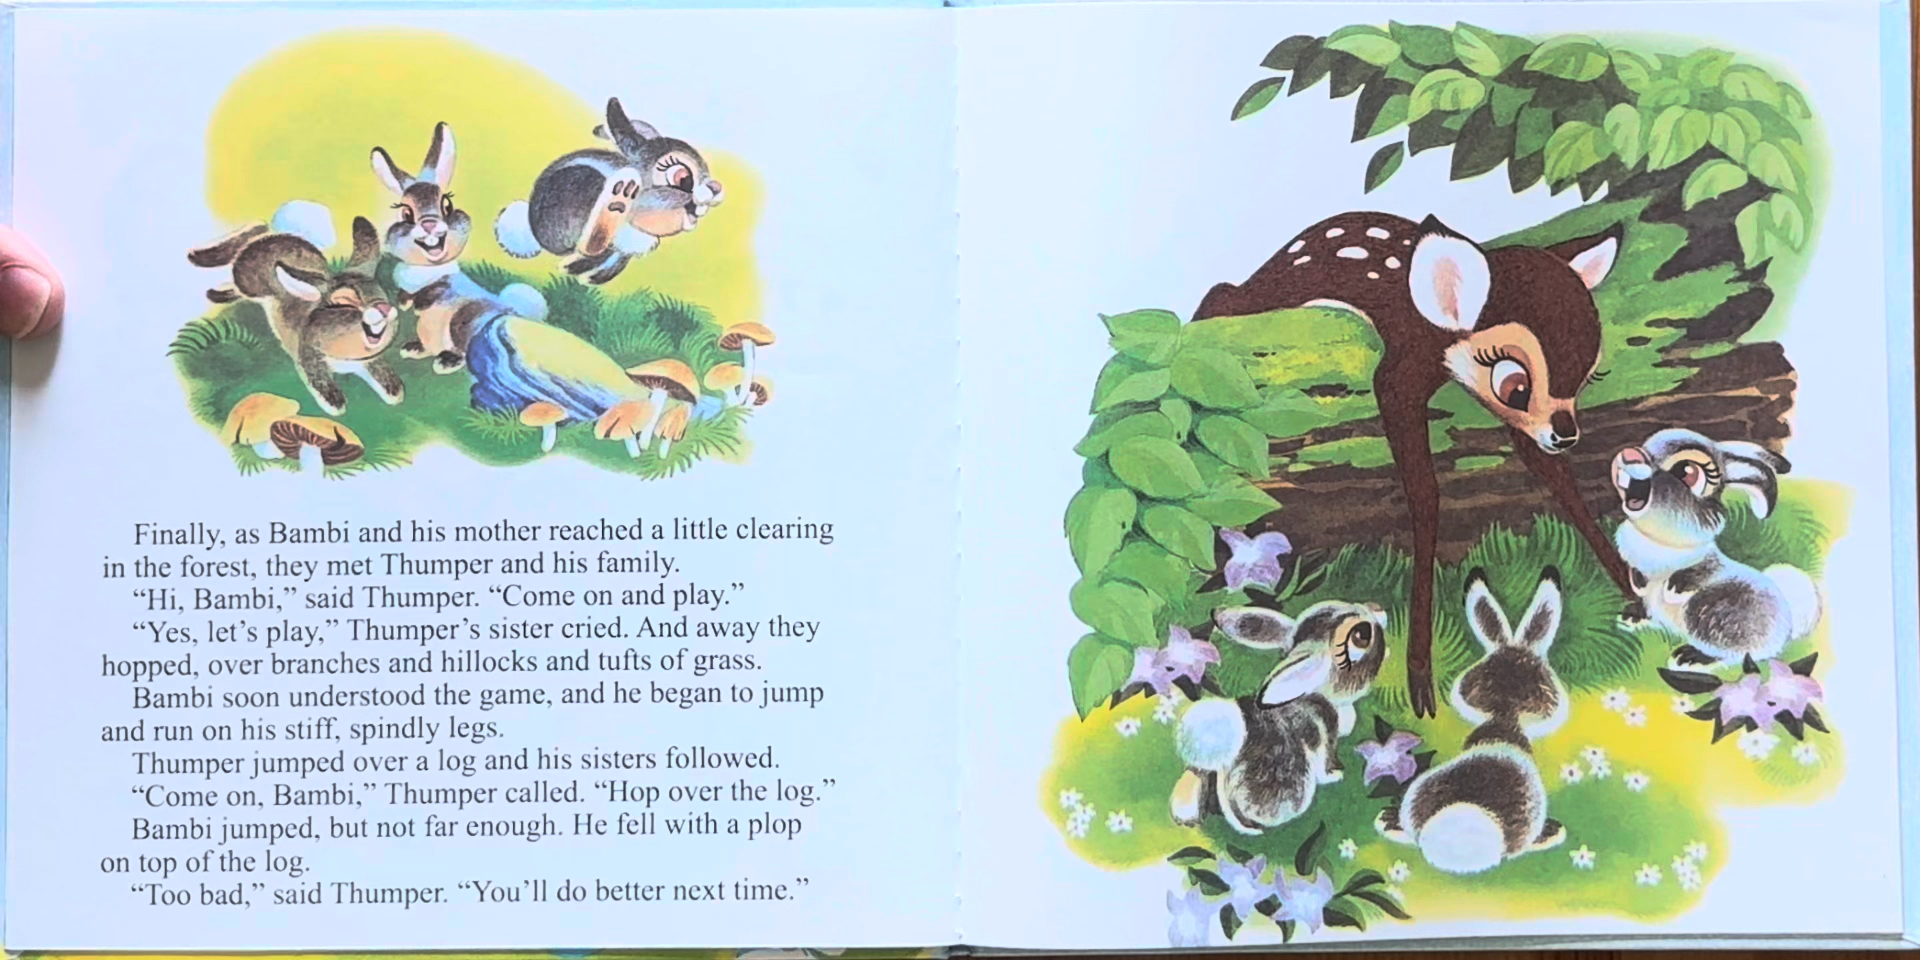 Finally, as Bambi and his mother reached a little clearing
in the forest, they met Thumper and his family.
“Hi, Bambi,” said Thumper. “Come on and play.”
“Yes, let’s play,” Thumper’s sister cried. And away they
hopped, over branches and hillocks and tufts of grass.
Bambi soon understood the game, and he began to jump
and run on his stiff, spindly legs.
Thumper jumped over a log and his sisters followed.
“Come on, Bambi,” Thumper called. “Hop over the log.”
Bambi jumped, but not far enough. He fell with a plop
on top of the log.
“Too bad,” said Thumper. “You’ll do better next time.”